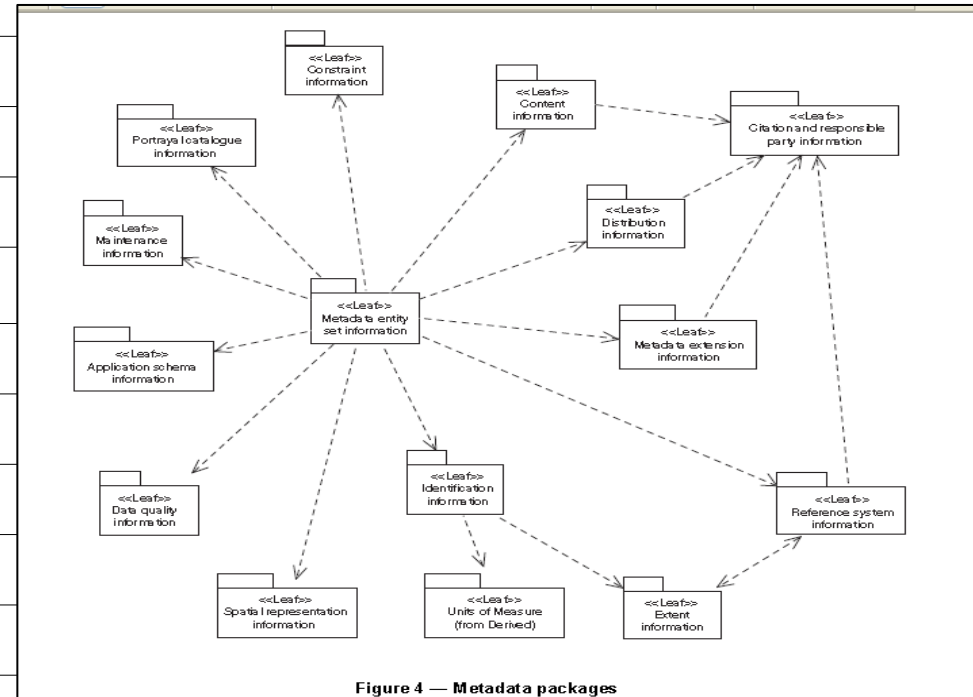 <<Leaf>>
Constraint
information
<<Leaf>>
Content
information
<<Leaf>>
Citation and responsible
party information
<<Leaf>>
Portrayal catalogue
information
<<Leaf>>
Distribution
information
<<Leaf>>
Maintenance
information
<<Leaf>>
Metadata entity
set information
<<Leaf>>
Metadata extension
information
<<Leaf>>
Application schema
information
<<Leaf>>
Data quality
information
<<Leaf>>
Identification
information
<<Leaf>>
Reference system
information
<<Leaf>>
Spatial representation
information
<<Leaf>>
Units of Measure
(from Derived)
<<Leaf>>
Extent
information
Figure 4 — Metadata packages